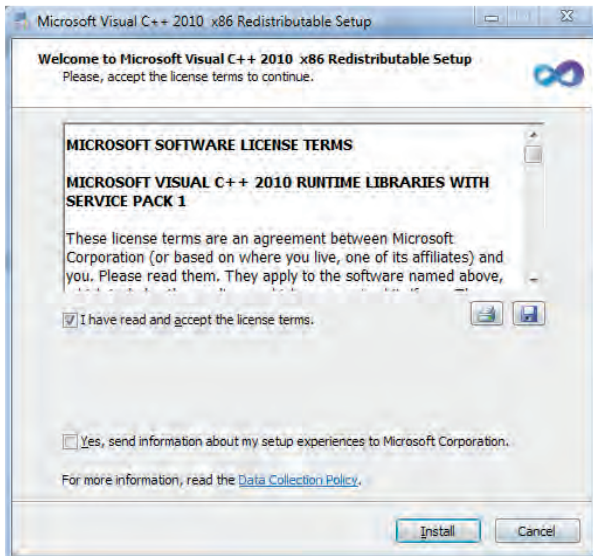 Microsoft Visual C++ 2010 x86 Redistributable Setup
Welcome to Microsoft Visual C++ 2010 x86 Redistributable Setup
Please, accept the license terms to continue.
MICROSOFT SOFTWARE LICENSE TERMS
MICROSOFT VISUAL C++ 2010 RUNTIME LIBRARIES WITH
SERVICE PACK 1
These license terms are an agreement between Microsoft
Corporation (or based on where you live, one of its affiliates) and
you. Please read them. They apply to the software named above,
I have read and accept the license terms.
Yes, send information about my setup experiences to Microsoft Corporation.
For more information, read the Data Collection Policy.
Install
Cancel